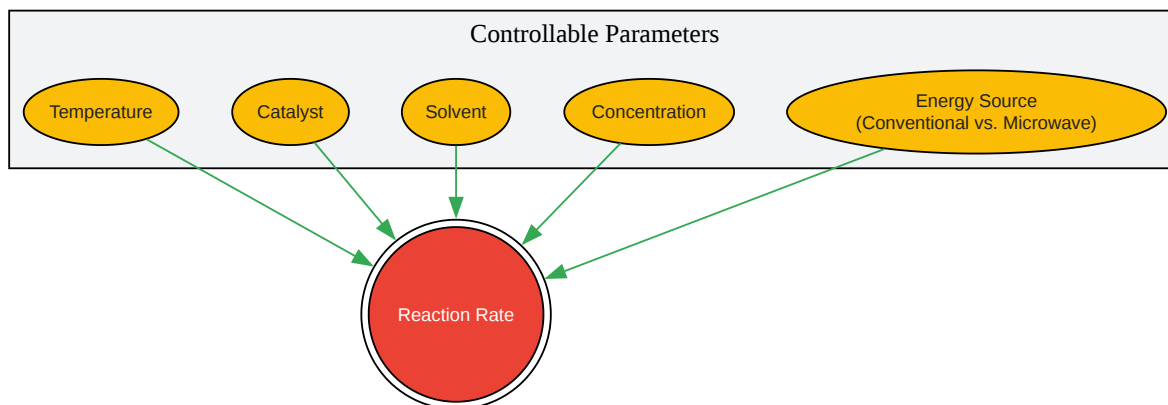 Controllable Parameters
Temperature
Catalyst
Solvent
Concentration
Energy Source
(Conventional vs. Microwave)
Reaction Rate